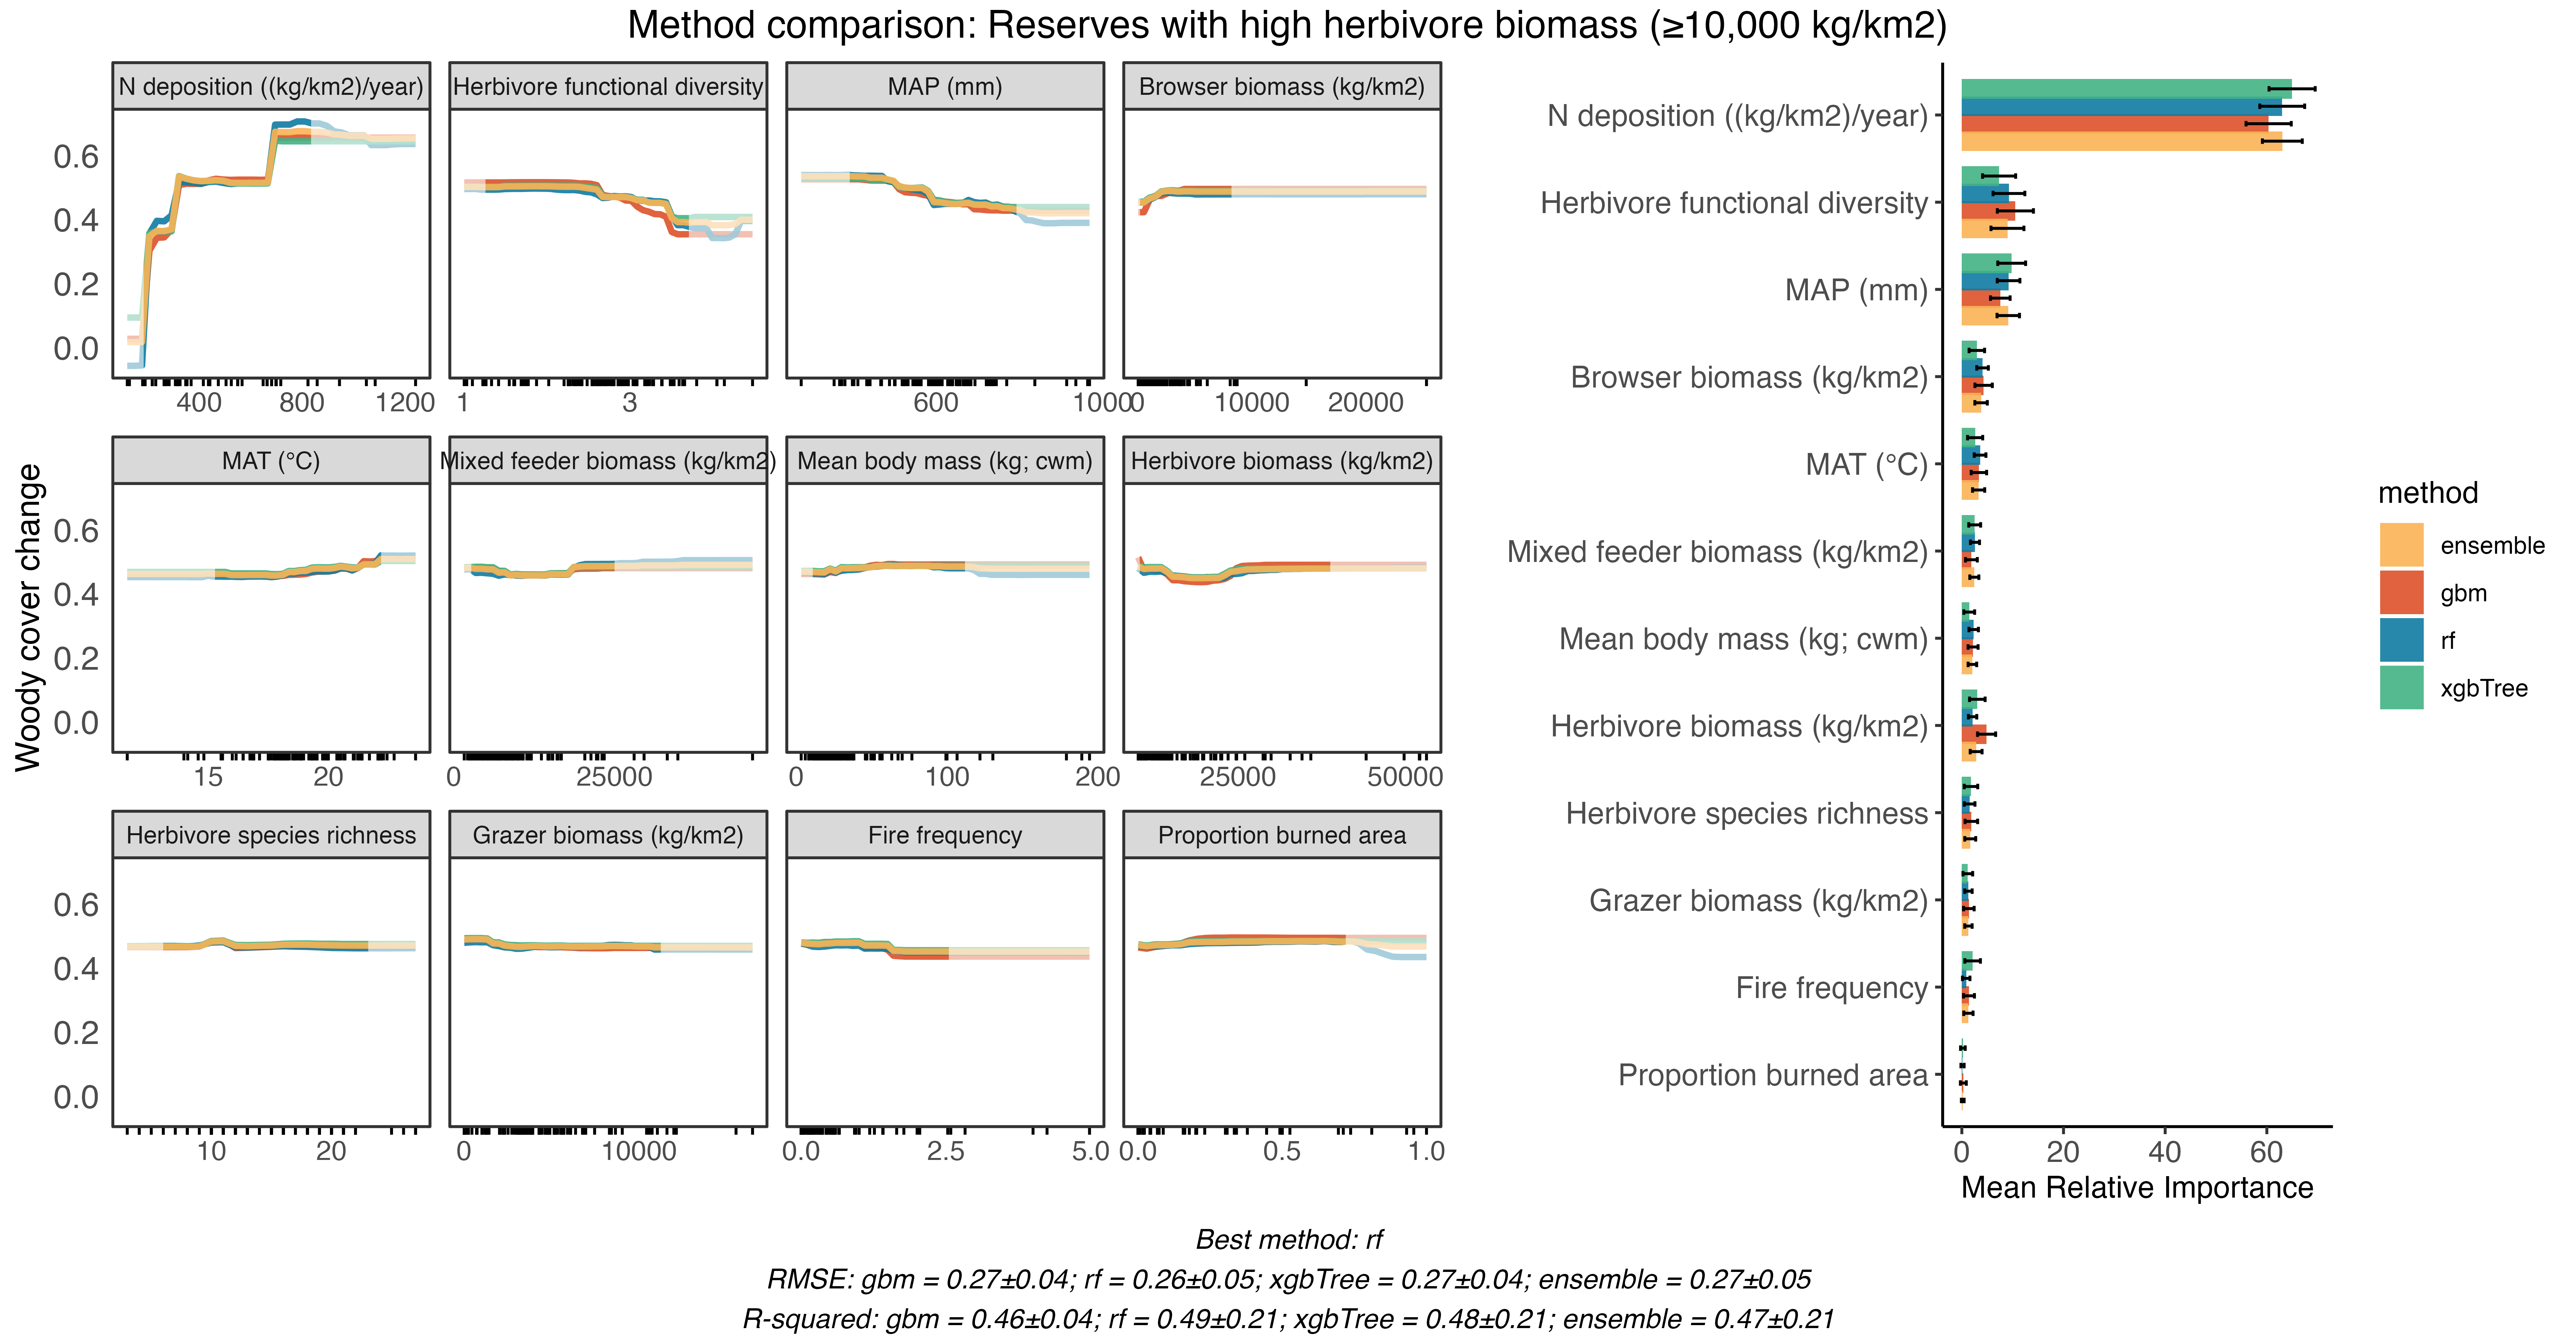 Method comparison: Reserves with high herbivore biomass (≥10,000 kg/km2)
N deposition ((kg/km2)/year)
Herbivore functional diversity
MAP (mm)
Browser biomass (kg/km2)
0.6
0.4
0.2
0.0
400 800 1200
1 3
600 1000
0 10000 20000
Woody cover change
MAT (°C)
Mixed feeder biomass (kg/km2)
Mean body mass (kg; cwm)
Herbivore biomass (kg/km2)
0.6
0.4
0.2
0.0
15 20
0 25000
0 100 200
25000 50000
Herbivore species richness
Grazer biomass (kg/km2)
Fire frequency
Proportion burned area
0.6
0.4
0.2
0.0
10 20
0 10000
0.0 2.5 5.0
0.0 0.5 1.0
N deposition ((kg/km2)/year)
Herbivore functional diversity
MAP (mm)
Browser biomass (kg/km2)
MAT (°C)
Mixed feeder biomass (kg/km2)
Mean body mass (kg; cwm)
Herbivore biomass (kg/km2)
Herbivore species richness
Grazer biomass (kg/km2)
Fire frequency
Proportion burned area
0 20 40 60
Mean Relative Importance
method
ensemble
gbm
rf
xgbTree
Best method: rf
RMSE: gbm = 0.27±0.04; rf = 0.26±0.05; xgbTree = 0.27±0.04; ensemble = 0.27±0.05
R-squared: gbm = 0.46±0.04; rf = 0.49±0.21; xgbTree = 0.48±0.21; ensemble = 0.47±0.21